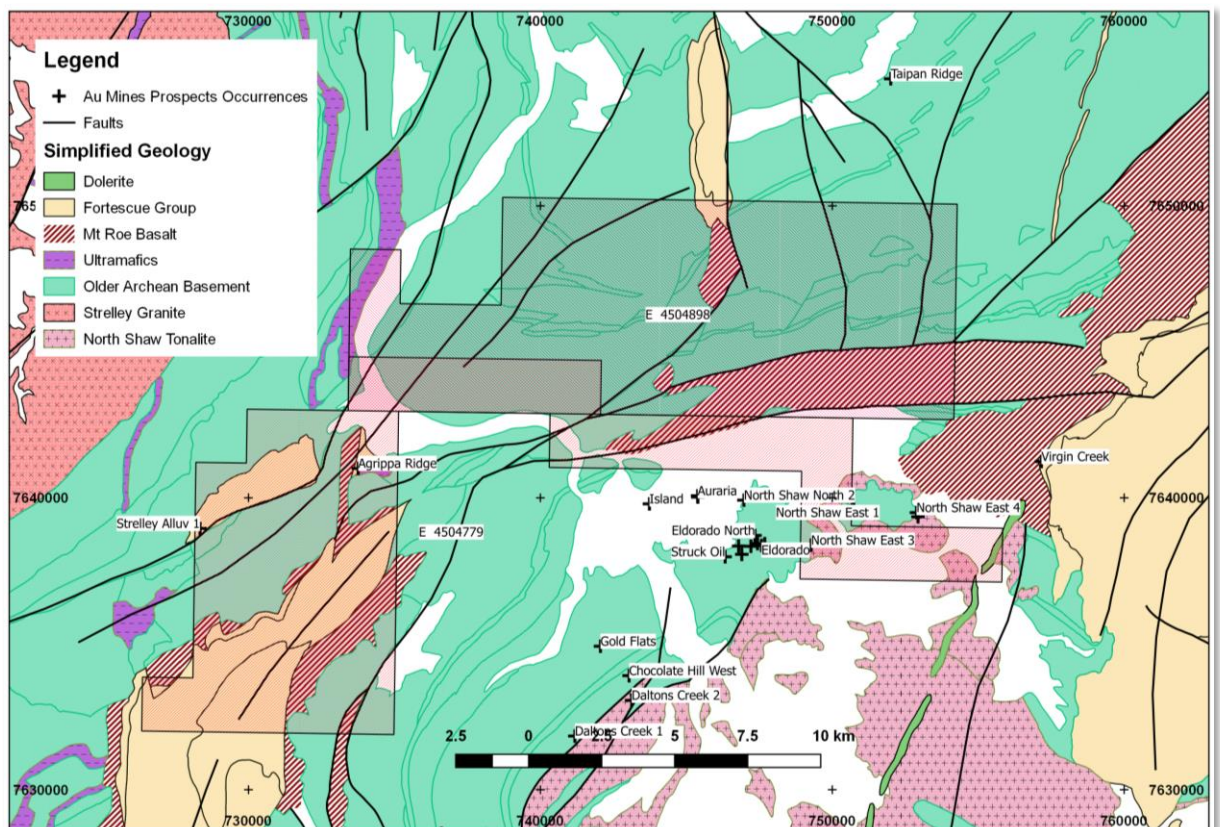 730000
740000
750000
760000
Legend
Au Mines Prospects Occurrences
Faults
Simplified Geology
Dolerite
Fortescue Group
Mt Roe Basalt
Ultramafics
Older Archean Basement
Strelley Granite
North Shaw Tonalite
Taipan Ridge
765
7650000
E 4504898
Agrippa Ridge
Virgin Creek
7640000
Island
Auraria
North Shaw North 2
7640000
Strelley Alluv 1
E 4504779
North Shaw East 1
North Shaw East 4
Eldorado North
Struck Oil
Eldorado
North Shaw East 3
Gold Flats
Chocolate Hill West
Daltons Creek 2
Daltons Creek 1
2.5 0 2.5 5 7.5 10 km
7630000
7630000
730000
740000
750000
760000